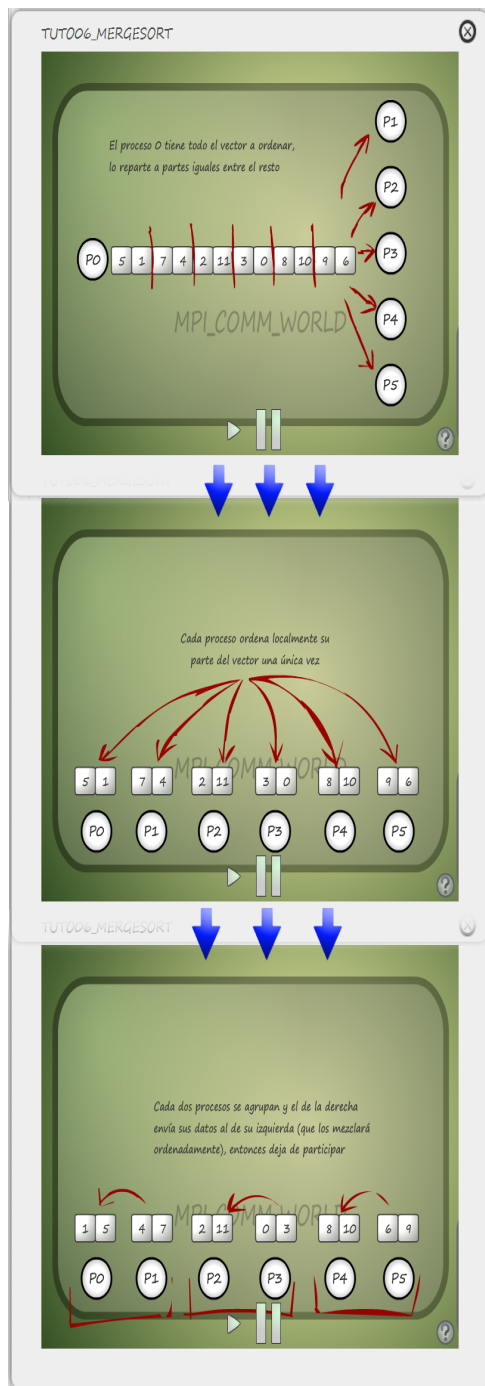 TUTO06_MERGESORT
El proceso 0 tiene todo el vector a ordenar,
lo reparte a partes iguales entre el resto
P1
P2
P3
P4
P5
P0 5 1 7 4 2 11 3 0 8 10 9 6
MPI_COMM_WORLD
?
TUTO06_MERGESORT
Cada proceso ordena localmente su
parte del vector una única vez
MPI_COMM_WORLD
5 1 7 4 2 11 3 0 8 10 9 6
P0 P1 P2 P3 P4 P5
?
TUTO06_MERGESORT
Cada dos procesos se agrupan y el de la derecha
envía sus datos al de su izquierda (que los mezclará
ordenadamente), entonces deja de participar
MPI_COMM_WORLD
1 5 4 7 2 11 0 3 8 10 6 9
P0 P1 P2 P3 P4 P5
?